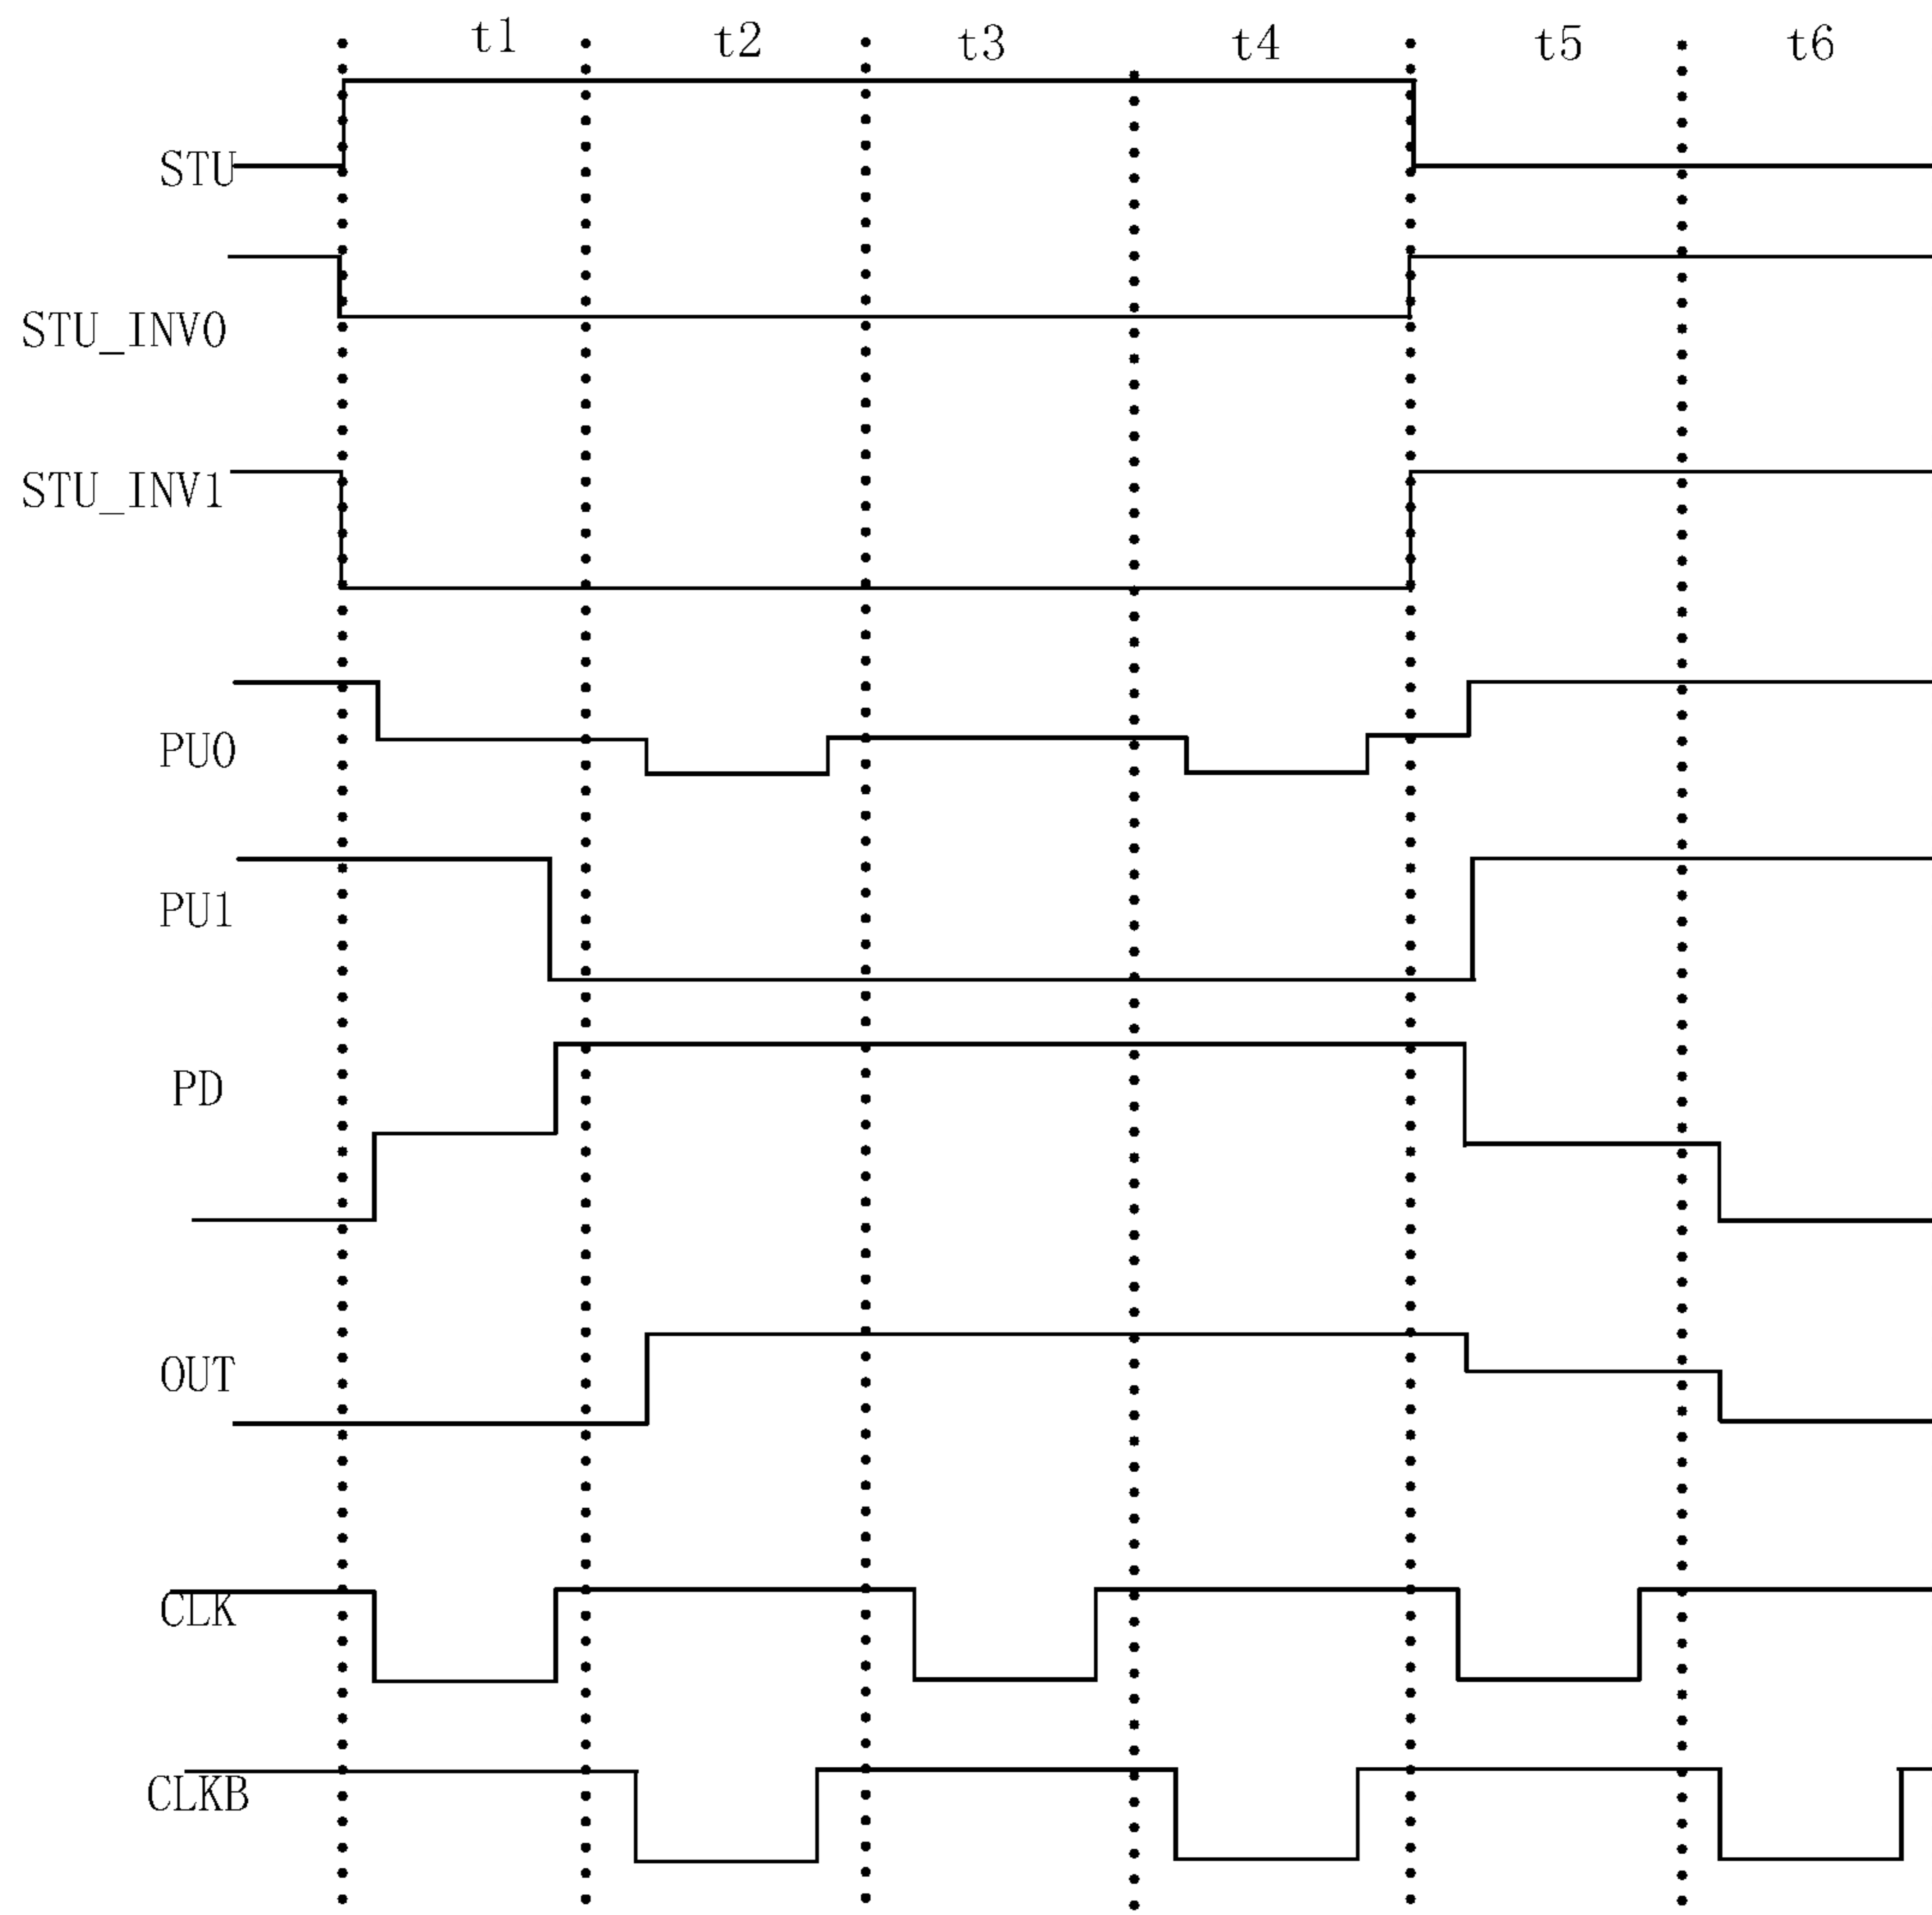 t1 t2 t3 t4 t5 t6
STU
STU_INV0
STU_INV1
PU0
PU1
PD
OUT
CLK
CLKB